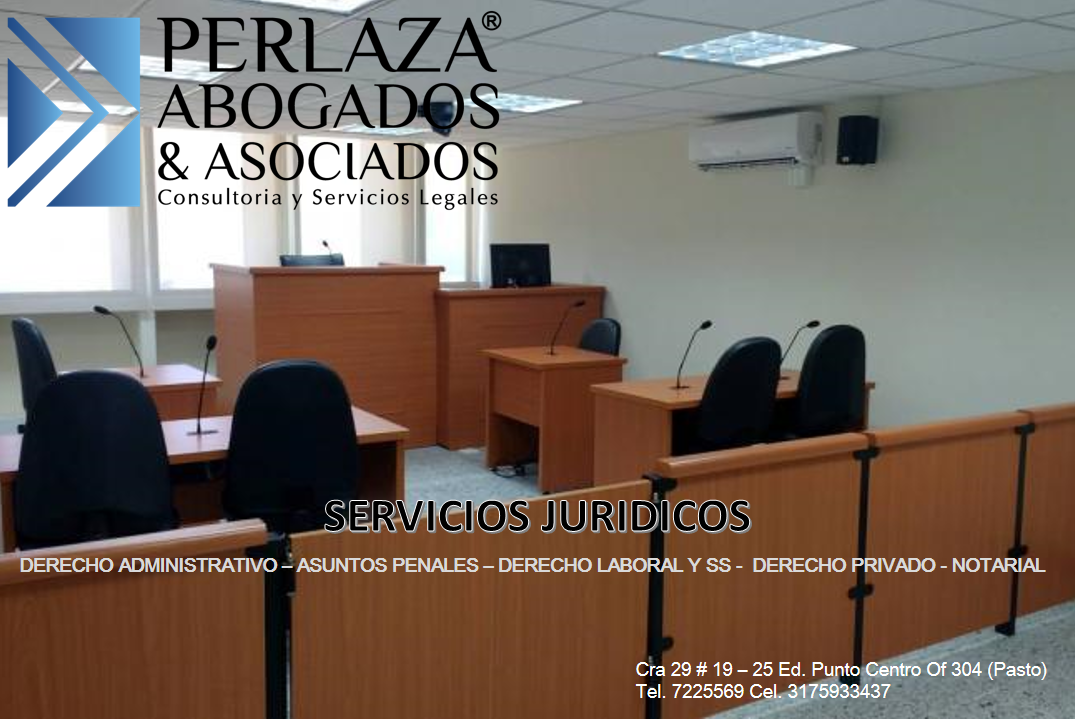 PERLAZA®
ABOGADOS
& ASOCIADOS
Consultoria y Servicios Legales
SERVICIOS JURIDICOS
DERECHO ADMINISTRATIVO – ASUNTOS PENALES – DERECHO LABORAL Y SS - DERECHO PRIVADO - NOTARIAL
Cra 29 # 19 – 25 Ed. Punto Centro Of 304 (Pasto)
Tel. 7225569 Cel. 3175933437